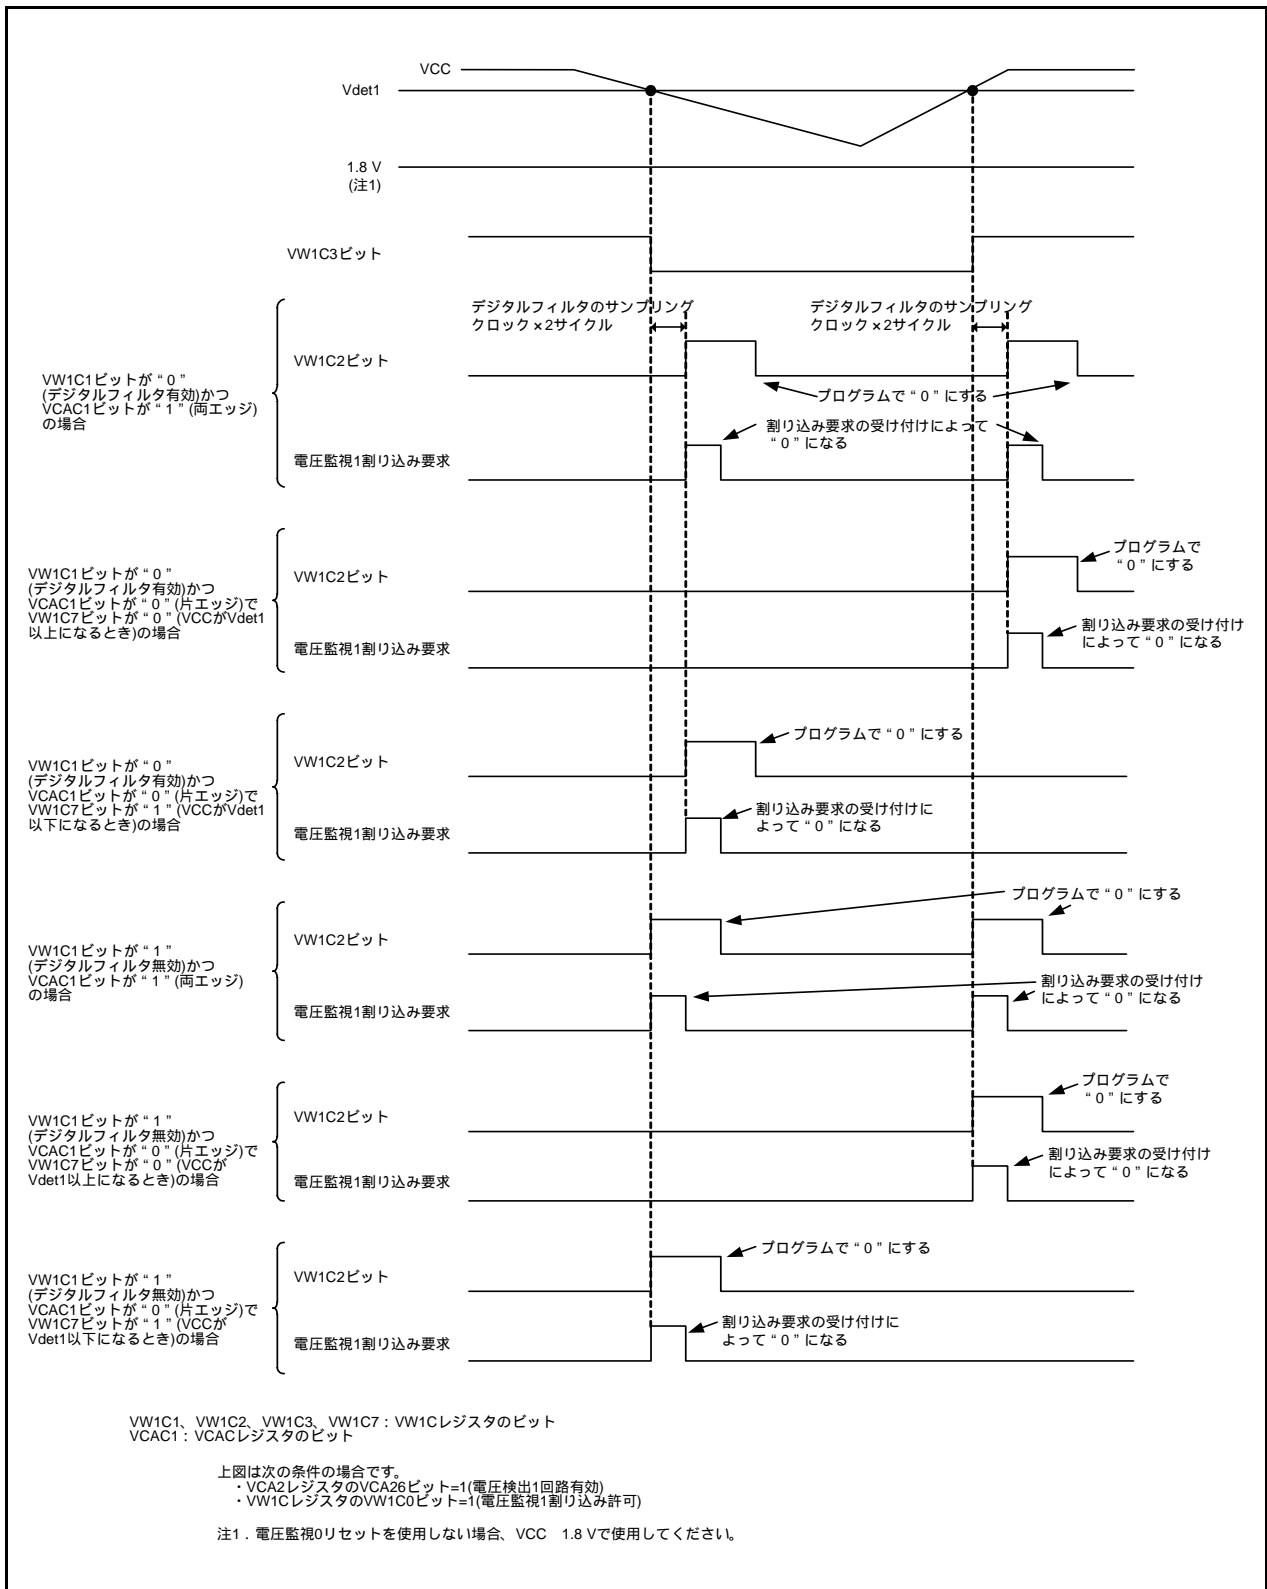 VCC
Vdet1
1.8 V
(注1)
VW1C3ビット
デジタルフィルタのサンプリング
クロック×2サイクル
デジタルフィルタのサンプリング
クロック×2サイクル
VW1C1ビットが“0”
(デジタルフィルタ有効)かつ
VCAC1ビットが“1”(両エッジ)
の場合
VW1C2ビット
プログラムで“0”にする
割り込み要求の受け付けによって
“0”になる
電圧監視1割り込み要求
VW1C1ビットが“0”
(デジタルフィルタ有効)かつ
VCAC1ビットが“0”(片エッジ)で
VW1C7ビットが“0”(VCCがVdet1
以上になるとき)の場合
VW1C2ビット
プログラムで
“0”にする
電圧監視1割り込み要求
割り込み要求の受け付け
によって“0”になる
VW1C1ビットが“0”
(デジタルフィルタ有効)かつ
VCAC1ビットが“0”(片エッジ)で
VW1C7ビットが“1”(VCCがVdet1
以下になるとき)の場合
VW1C2ビット
プログラムで“0”にする
電圧監視1割り込み要求
割り込み要求の受け付けに
よって“0”になる
VW1C1ビットが“1”
(デジタルフィルタ無効)かつ
VCAC1ビットが“1”(両エッジ)
の場合
VW1C2ビット
プログラムで“0”にする
電圧監視1割り込み要求
割り込み要求の受け付け
によって“0”になる
VW1C1ビットが“1”
(デジタルフィルタ無効)かつ
VCAC1ビットが“0”(片エッジ)で
VW1C7ビットが“0”(VCCが
Vdet1以上になるとき)の場合
VW1C2ビット
プログラムで
“0”にする
電圧監視1割り込み要求
割り込み要求の受け付け
によって“0”になる
VW1C1ビットが“1”
(デジタルフィルタ無効)かつ
VCAC1ビットが“0”(片エッジ)で
VW1C7ビットが“1”(VCCが
Vdet1以下になるとき)の場合
VW1C2ビット
プログラムで“0”にする
電圧監視1割り込み要求
割り込み要求の受け付けに
よって“0”になる
VW1C1、VW1C2、VW1C3、VW1C7：VW1Cレジスタのビット
VCAC1：VCACレジスタのビット
上図は次の条件の場合です。
・VCA2レジスタのVCA26ビット=1(電圧検出1回路有効)
・VW1CレジスタのVW1C0ビット=1(電圧監視1割り込み許可)
注1．電圧監視0リセットを使用しない場合、VCC　1.8 Vで使用してください。